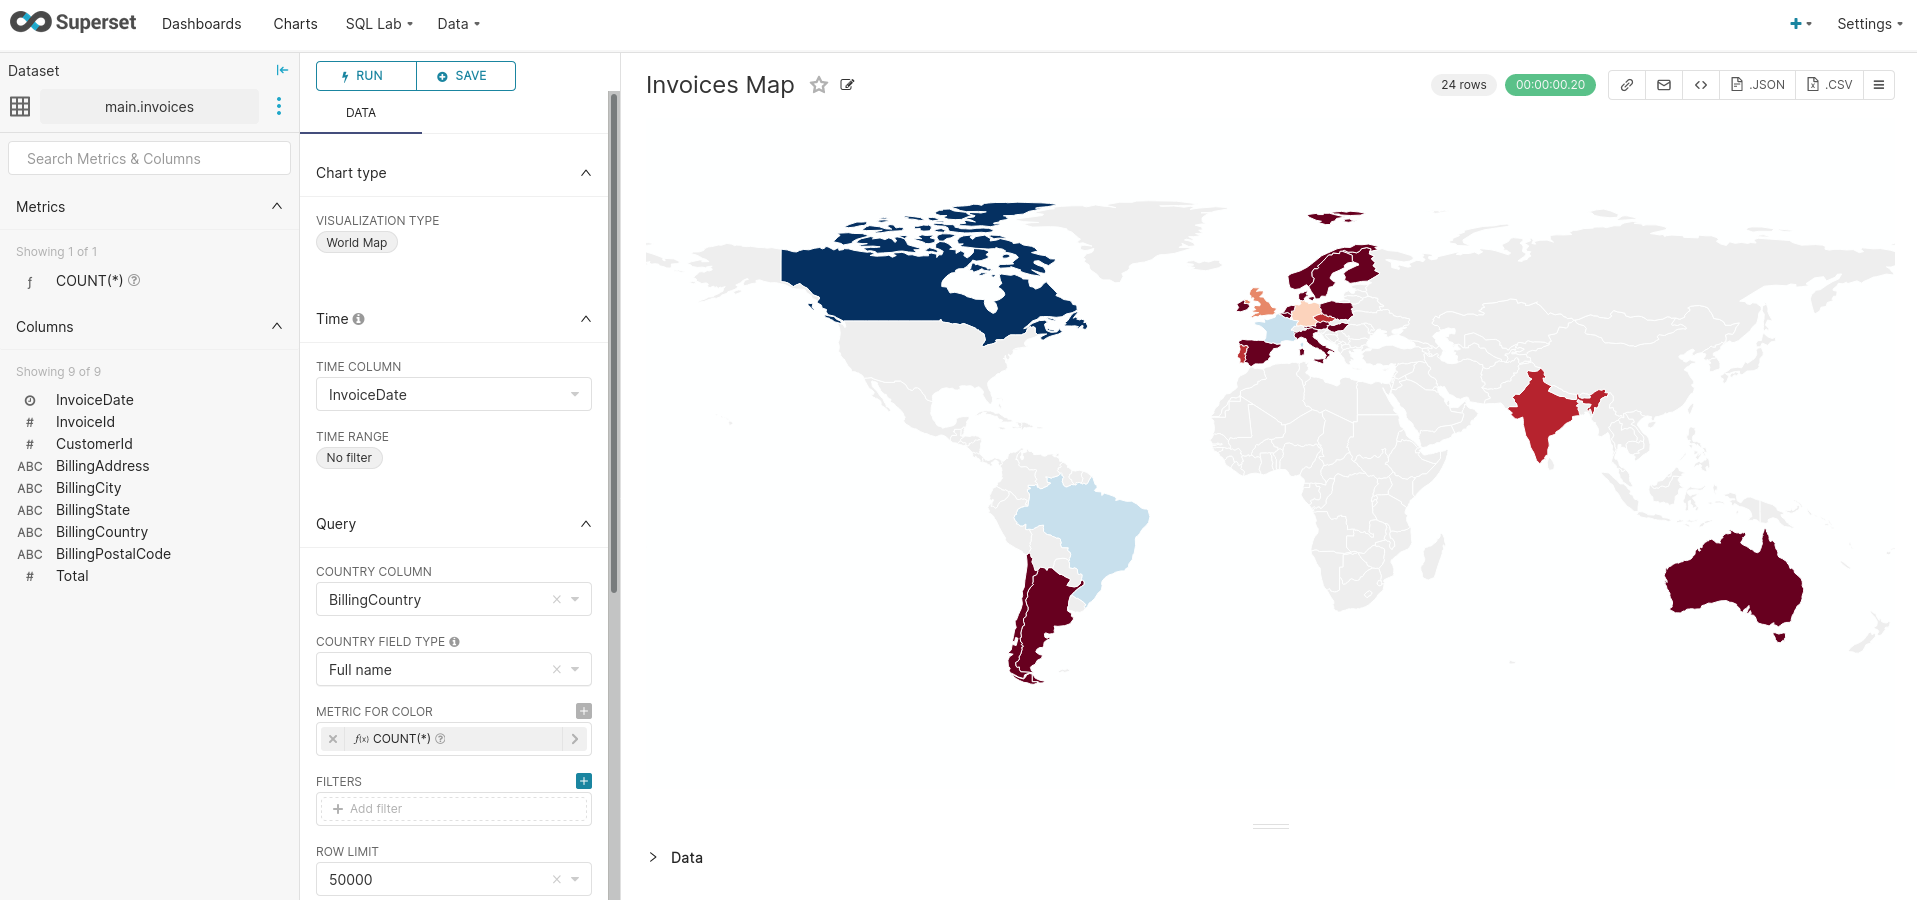 Superset Dashboards Charts SQL Lab Data Settings
Dataset
main.invoices
Search Metrics & Columns
Metrics
Showing 1 of 1
ƒ COUNT(*)
Columns
Showing 9 of 9
InvoiceDate
# InvoiceId
# CustomerId
ABC BillingAddress
ABC BillingCity
ABC BillingState
ABC BillingCountry
ABC BillingPostalCode
# Total
RUN SAVE
DATA
Chart type
VISUALIZATION TYPE
World Map
Time
TIME COLUMN
InvoiceDate
TIME RANGE
No filter
Query
COUNTRY COLUMN
BillingCountry
COUNTRY FIELD TYPE
Full name
METRIC FOR COLOR
ƒ(x) COUNT(*)
FILTERS
Add filter
ROW LIMIT
50000
Invoices Map
24 rows 00:00:00.20 .JSON .CSV
Data